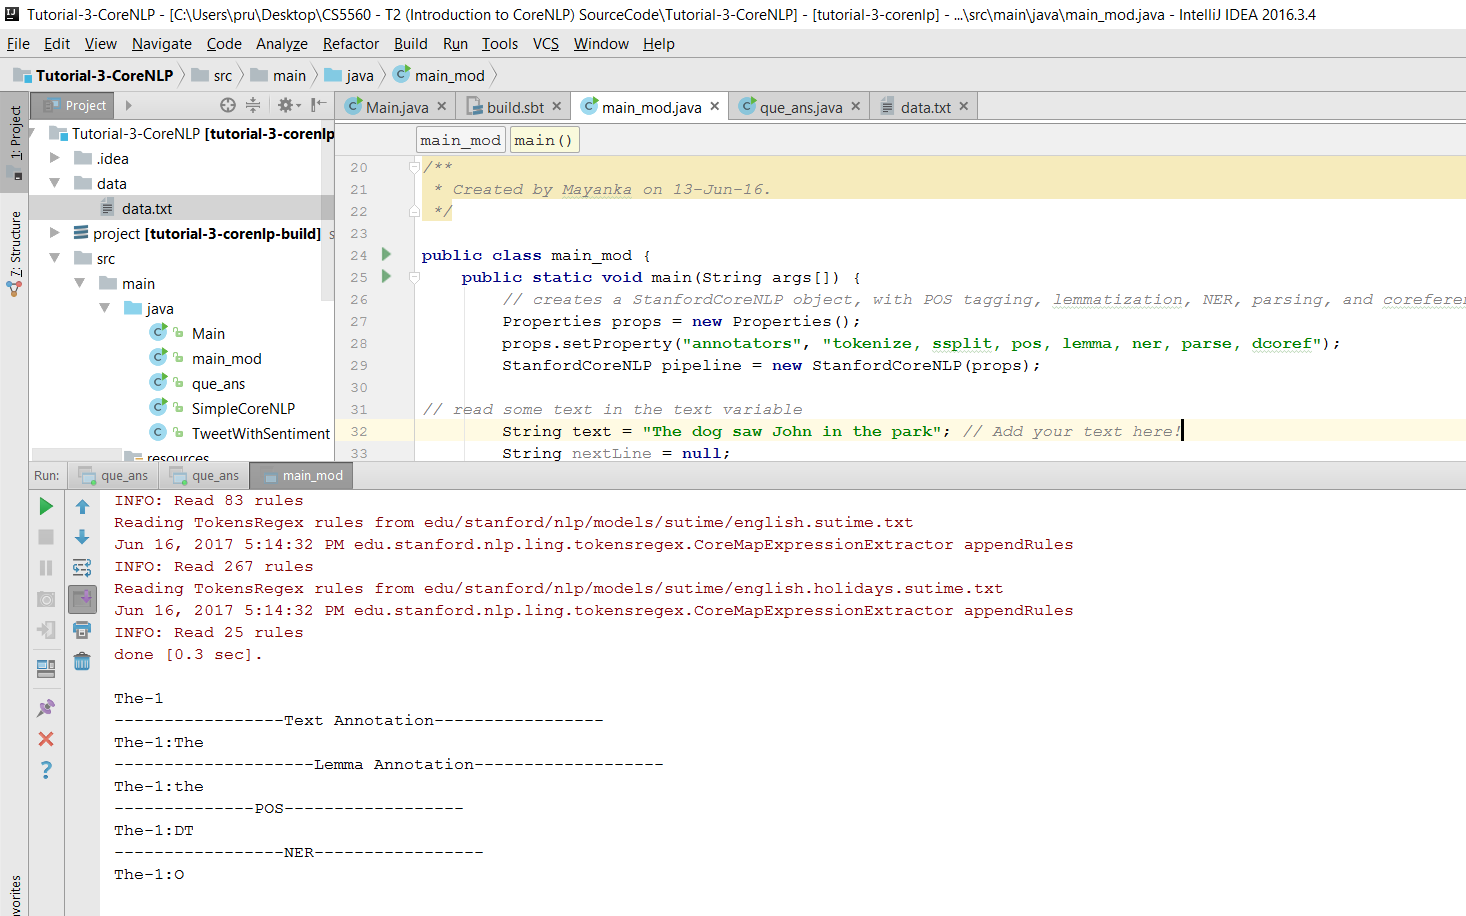 Tutorial-3-CoreNLP - [C:\Users\pru\Desktop\CS5560 - T2 (Introduction to CoreNLP) SourceCode\Tutorial-3-CoreNLP] - [tutorial-3-corenlp] - ...\src\main\java\main_mod.java - IntelliJ IDEA 2016.3.4
File Edit View Navigate Code Analyze Refactor Build Run Tools VCS Window Help
Tutorial-3-CoreNLP src main java main_mod
1: Project
7: Structure
Project
Tutorial-3-CoreNLP [tutorial-3-corenlp
.idea
data
data.txt
project [tutorial-3-corenlp-build] s
src
main
java
Main
main_mod
que_ans
SimpleCoreNLP
TweetWithSentiment
resources
Main.java build.sbt main_mod.java que_ans.java data.txt
main_mod main()
20 /**
21 * Created by Mayanka on 13-Jun-16.
22 */
23
24 public class main_mod {
25 public static void main(String args[]) {
26 // creates a StanfordCoreNLP object, with POS tagging, lemmatization, NER, parsing, and coreferen
27 Properties props = new Properties();
28 props.setProperty("annotators", "tokenize, ssplit, pos, lemma, ner, parse, dcoref");
29 StanfordCoreNLP pipeline = new StanfordCoreNLP(props);
30
31 // read some text in the text variable
32 String text = "The dog saw John in the park"; // Add your text here!
33 String nextLine = null;
Run: que_ans que_ans main_mod
INFO: Read 83 rules
Reading TokensRegex rules from edu/stanford/nlp/models/sutime/english.sutime.txt
Jun 16, 2017 5:14:32 PM edu.stanford.nlp.ling.tokensregex.CoreMapExpressionExtractor appendRules
INFO: Read 267 rules
Reading TokensRegex rules from edu/stanford/nlp/models/sutime/english.holidays.sutime.txt
Jun 16, 2017 5:14:32 PM edu.stanford.nlp.ling.tokensregex.CoreMapExpressionExtractor appendRules
INFO: Read 25 rules
done [0.3 sec].
The-1
-----------------Text Annotation-----------------
The-1:The
--------------------Lemma Annotation-------------------
The-1:the
--------------POS------------------
The-1:DT
-----------------NER-----------------
The-1:O